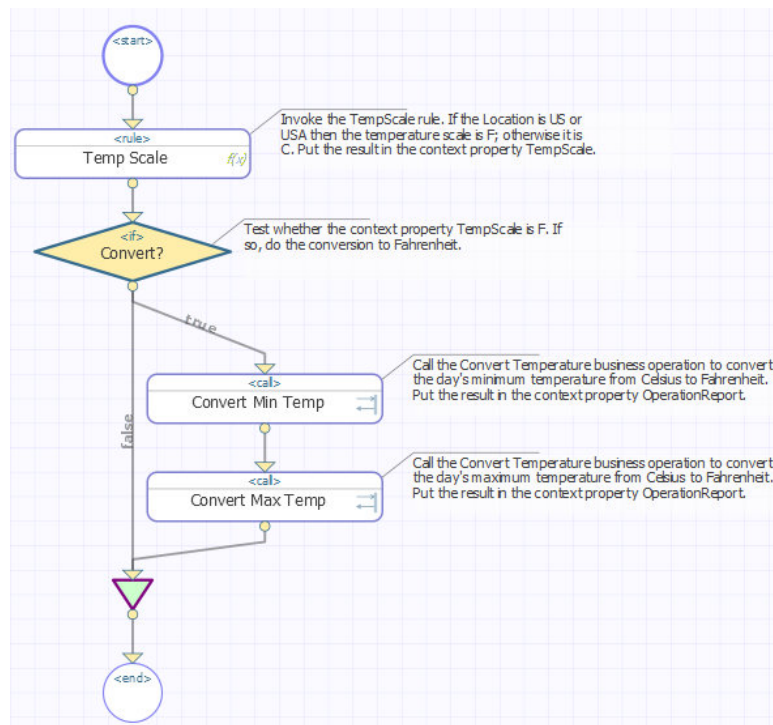 <start>
Invoke the TempScale rule. If the Location is US or
USA then the temperature scale is F; otherwise it is
C. Put the result in the context property TempScale.
<rule>
Temp Scale
f(x)
Test whether the context property TempScale is F. If
so, do the conversion to Fahrenheit.
<if>
Convert?
true
false
Call the Convert Temperature business operation to convert
the day's minimum temperature from Celsius to Fahrenheit.
Put the result in the context property OperationReport.
<call>
Convert Min Temp
Call the Convert Temperature business operation to convert
the day's maximum temperature from Celsius to Fahrenheit.
Put the result in the context property OperationReport.
<call>
Convert Max Temp
<end>